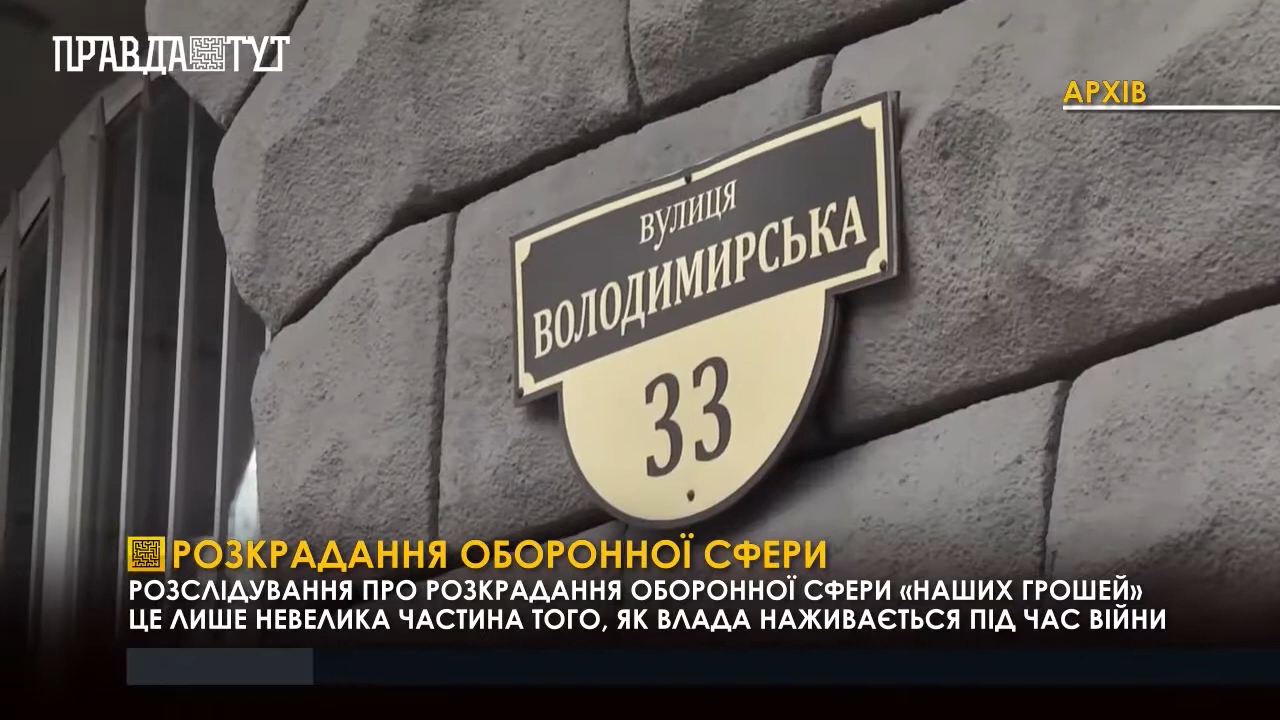 ПРАВДА ТУТ
АРХІВ
ВУЛИЦЯ
ВОЛОДИМИРСЬКА
33
РОЗКРАДАННЯ ОБОРОННОЇ СФЕРИ
РОЗСЛІДУВАННЯ ПРО РОЗКРАДАННЯ ОБОРОННОЇ СФЕРИ «НАШИХ ГРОШЕЙ»
ЦЕ ЛИШЕ НЕВЕЛИКА ЧАСТИНА ТОГО, ЯК ВЛАДА НАЖИВАЄТЬСЯ ПІД ЧАС ВІЙНИ